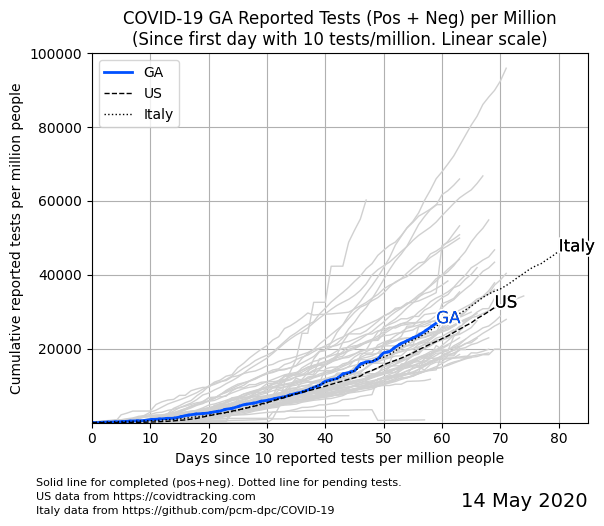 COVID-19 GA Reported Tests (Pos + Neg) per Million
(Since first day with 10 tests/million. Linear scale)
100000
80000
60000
40000
20000
Cumulative reported tests per million people
GA
US
Italy
Italy
US
GA
0 10 20 30 40 50 60 70 80
Days since 10 reported tests per million people
Solid line for completed (pos+neg). Dotted line for pending tests.
US data from https://covidtracking.com
Italy data from https://github.com/pcm-dpc/COVID-19
14 May 2020